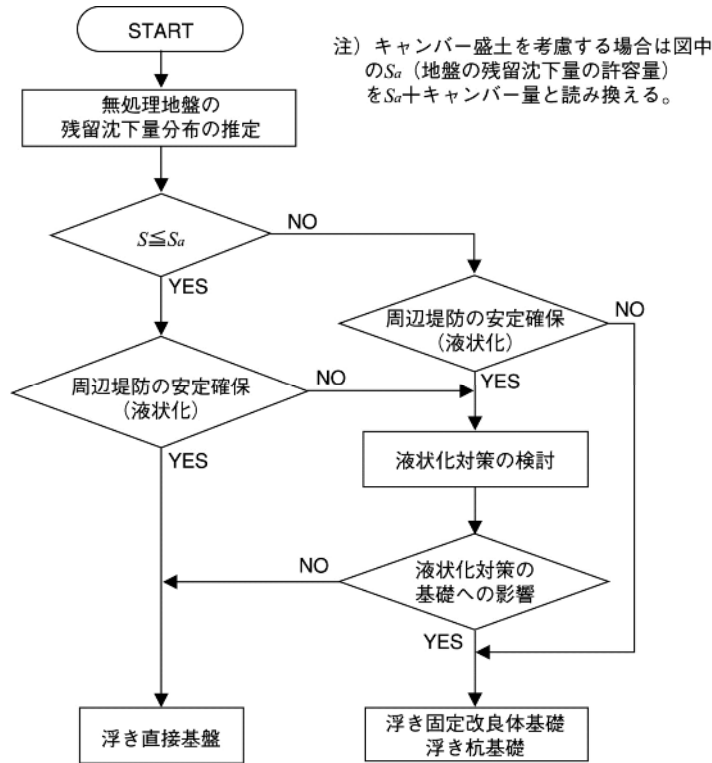 START
注）キャンバー盛土を考慮する場合は図中
のSa（地盤の残留沈下量の許容量）
をSa＋キャンバー量と読み換える。
無処理地盤の
残留沈下量分布の推定
S≦Sa
NO
YES
周辺堤防の安定確保
（液状化）
NO
YES
周辺堤防の安定確保
（液状化）
NO
YES
液状化対策の検討
液状化対策の
基礎への影響
NO
YES
浮き直接基盤
浮き固定改良体基礎
浮き杭基礎